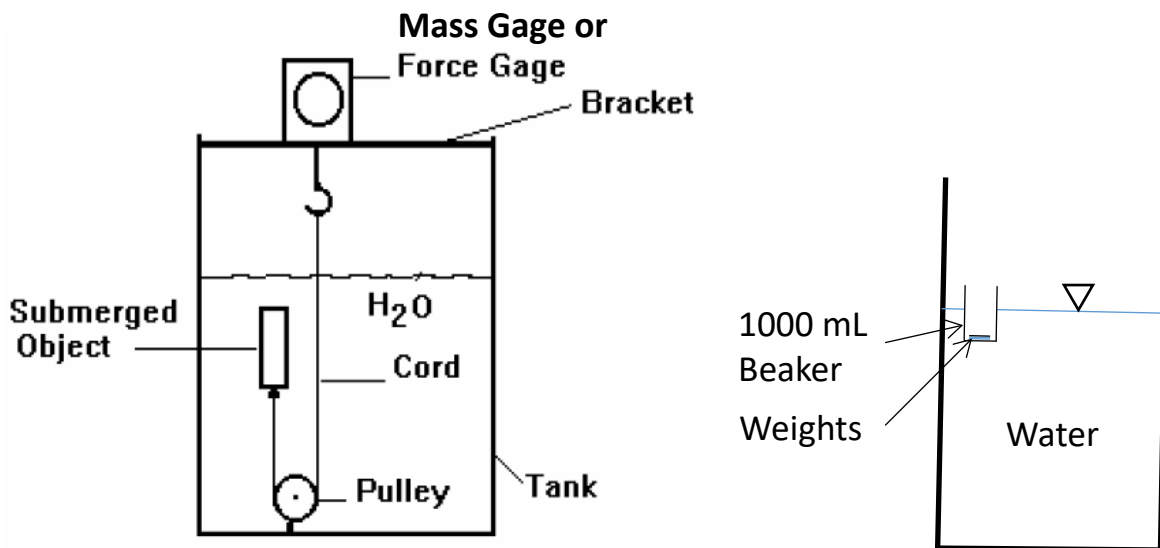 Mass Gage or
Force Gage
Bracket
Submerged
Object
H₂O
Cord
Pulley
Tank
1000 mL
Beaker
Weights
Water